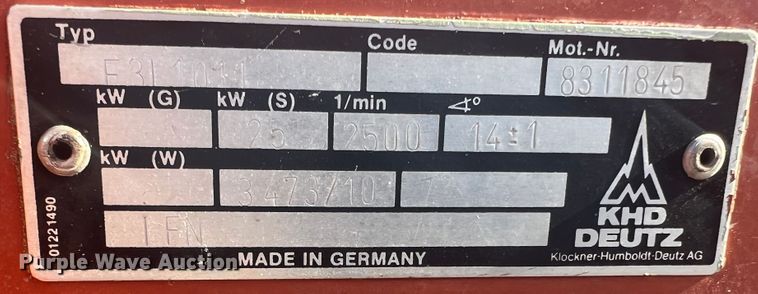 Typ Code Mot.-Nr.
F3L1011 8311845
kW (G) kW (S) 1/min ∢°
25 2500 14±1
kW (W)
3473/10
KHD
DEUTZ
01221490
MADE IN GERMANY Klockner-Humboldt-Deutz AG
Purple Wave Auction